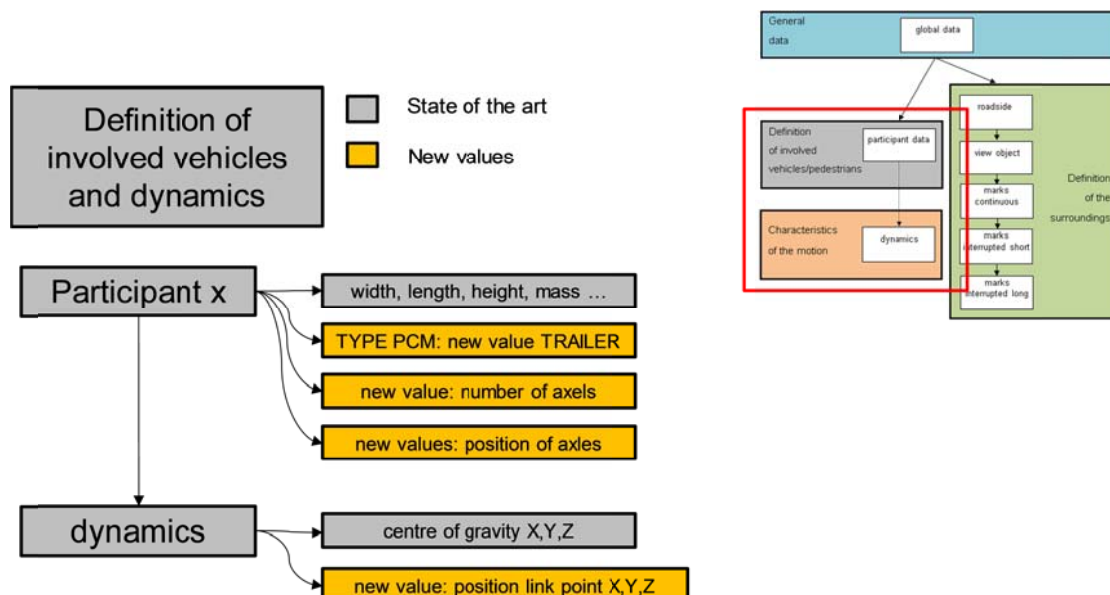 Definition of
involved vehicles
and dynamics
State of the art
New values
Participant x
width, length, height, mass ...
TYPE PCM: new value TRAILER
new value: number of axels
new values: position of axles
dynamics
centre of gravity X,Y,Z
new value: position link point X,Y,Z
General
data
global data
Definition
of involved
vehicles/pedestrians
participant data
Characteristics
of the motion
dynamics
roadside
view object
marks
continuous
marks
interrupted short
marks
interrupted long
Definition
of the
surroundings